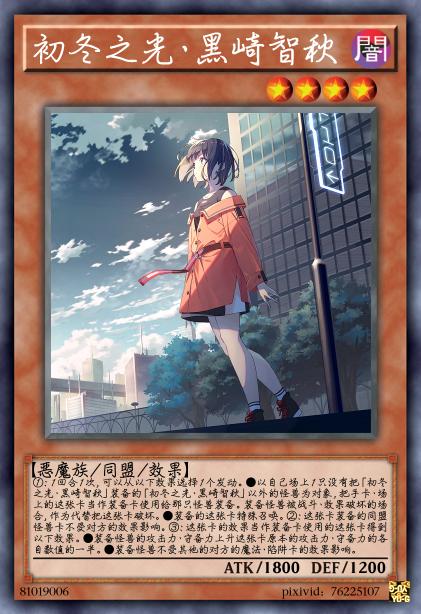 初冬之光·黑崎智秋
闇
【恶魔族/同盟/效果】
①:1回合1次,可以从以下效果选择1个发动。●以自己场上1只没有把「初冬
之光·黑崎智秋」装备的「初冬之光·黑崎智秋」以外的怪兽为对象,把手卡·场
上的这张卡当作装备卡使用给那只怪兽装备。装备怪兽被战斗·效果破坏的场
合,作为代替把这张卡破坏。●装备的这张卡特殊召唤。②:这张卡装备的同盟
怪兽卡不受对方的效果影响。③:这张卡的效果当作装备卡使用的这张卡得到
以下效果。●装备怪兽的攻击力·守备力上升这张卡原本的攻击力·守备力的各
自数值的一半。●装备怪兽不受其他的对方的魔法·陷阱卡的效果影响。
ATK/1800 DEF/1200
81019006
pixivid: 76225107